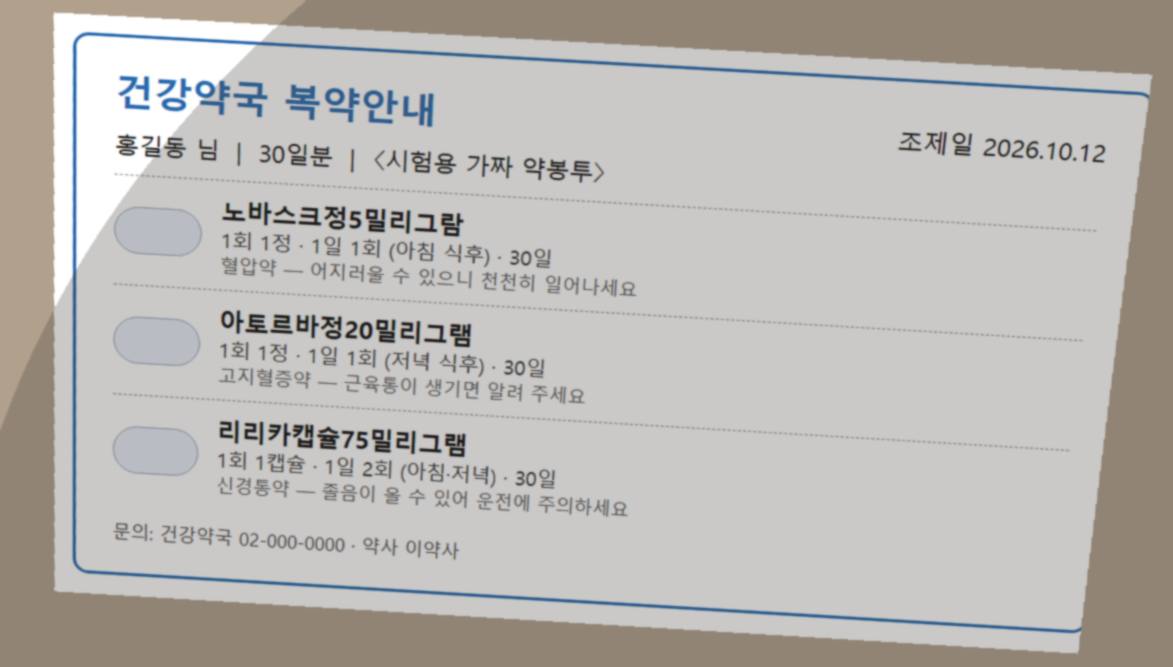 건강약국 복약안내
조제일 2026.10.12
홍길동 님 | 30일분 | <시험용 가짜 약봉투>
노바스크정5밀리그람
1회 1정 · 1일 1회 (아침 식후) · 30일
혈압약 — 어지러울 수 있으니 천천히 일어나세요
아토르바정20밀리그램
1회 1정 · 1일 1회 (저녁 식후) · 30일
고지혈증약 — 근육통이 생기면 알려 주세요
리리카캡슐75밀리그램
1회 1캡슐 · 1일 2회 (아침·저녁) · 30일
신경통약 — 졸음이 올 수 있어 운전에 주의하세요
문의: 건강약국 02-000-0000 · 약사 이약사